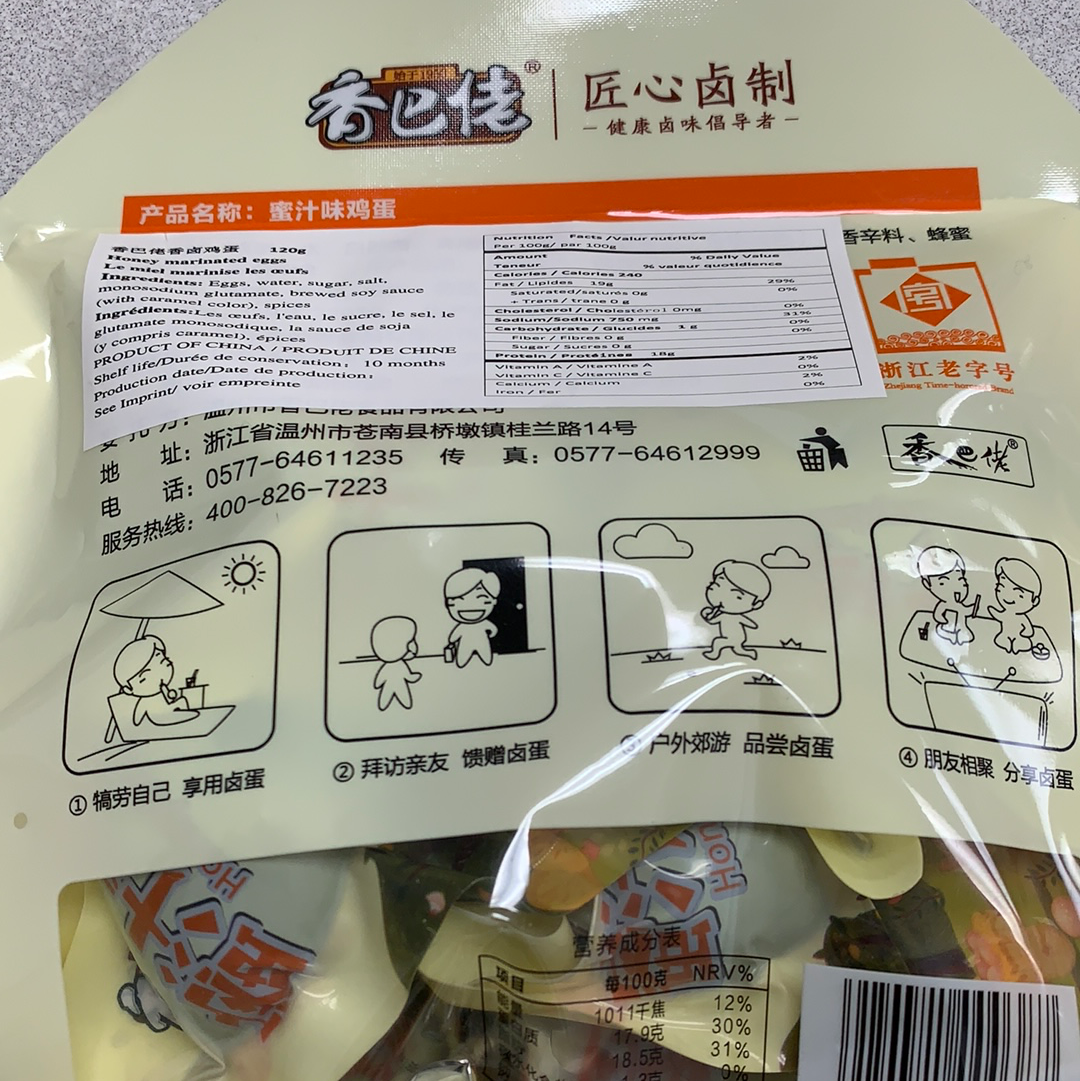 始于1956
香巴佬®
匠心卤制
健康卤味倡导者
产品名称：蜜汁味鸡蛋
香巴佬香卤鸡蛋 120g
Honey marinated eggs
Le miel marinise les œufs
Ingredients: Eggs, water, sugar, salt,
monosodium glutamate, brewed soy sauce
(with caramel color), spices
Ingrédients:Les œufs, l'eau, le sucre, le sel, le
glutamate monosodique, la sauce de soja
(y compris caramel), épices
PRODUCT OF CHINA / PRODUIT DE CHINE
Shelf life/Durée de conservation: 10 months
Production date/Date de production:
See Imprint/ voir empreinte
Nutrition Facts /Valur nutritive
Per 100g/ par 100g
Amount % Daily Value
Teneur % valeur quotidienne
Calories / Calories 240
Fat / Lipides 19g 29%
Saturated/saturés 0g 0%
+ Trans / trane 0 g
Cholesterol / Cholestérol 0mg 0%
Sodium/Sodium 750 mg 31%
Carbohydrate / Glucides 1 g 0%
Fiber / Fibres 0 g
Sugar / Sucres 0 g
Protein / Protéines 18g
Vitamin A / Vitamine A 2%
Vitamin C / Vitamine C 0%
Calcium / Calcium 2%
Iron / Fer 0%
香辛料、蜂蜜
浙江老字号
Zhejiang Time-honored Brand
地 址：浙江省温州市苍南县桥墩镇桂兰路14号
电 话：0577-64611235 传 真：0577-64612999
服务热线：400-826-7223
香巴佬®
①犒劳自己 享用卤蛋
②拜访亲友 馈赠卤蛋
③户外郊游 品尝卤蛋
④朋友相聚 分享卤蛋
营养成分表
项目 每100克 NRV%
1011千焦 12%
17.9克 30%
18.5克 31%
1.3克 0%